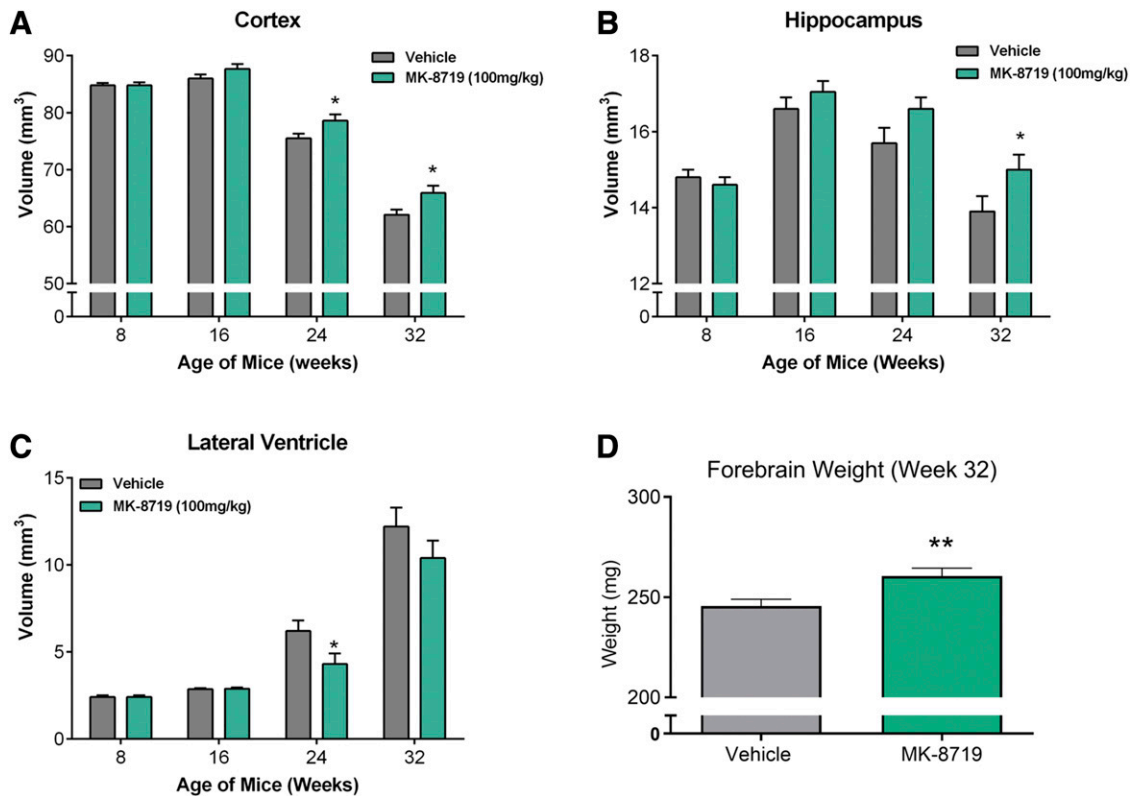 A
Cortex
Vehicle
MK-8719 (100mg/kg)
Volume (mm³)
90
80
70
60
50
0
*
*
8 16 24 32
Age of Mice (weeks)
B
Hippocampus
Vehicle
MK-8719 (100mg/kg)
Volume (mm³)
18
16
14
12
0
*
8 16 24 32
Age of Mice (Weeks)
C
Lateral Ventricle
Vehicle
MK-8719 (100mg/kg)
Volume (mm³)
15
10
5
0
*
8 16 24 32
Age of Mice (Weeks)
D
Forebrain Weight (Week 32)
Weight (mg)
300
250
200
0
**
Vehicle MK-8719